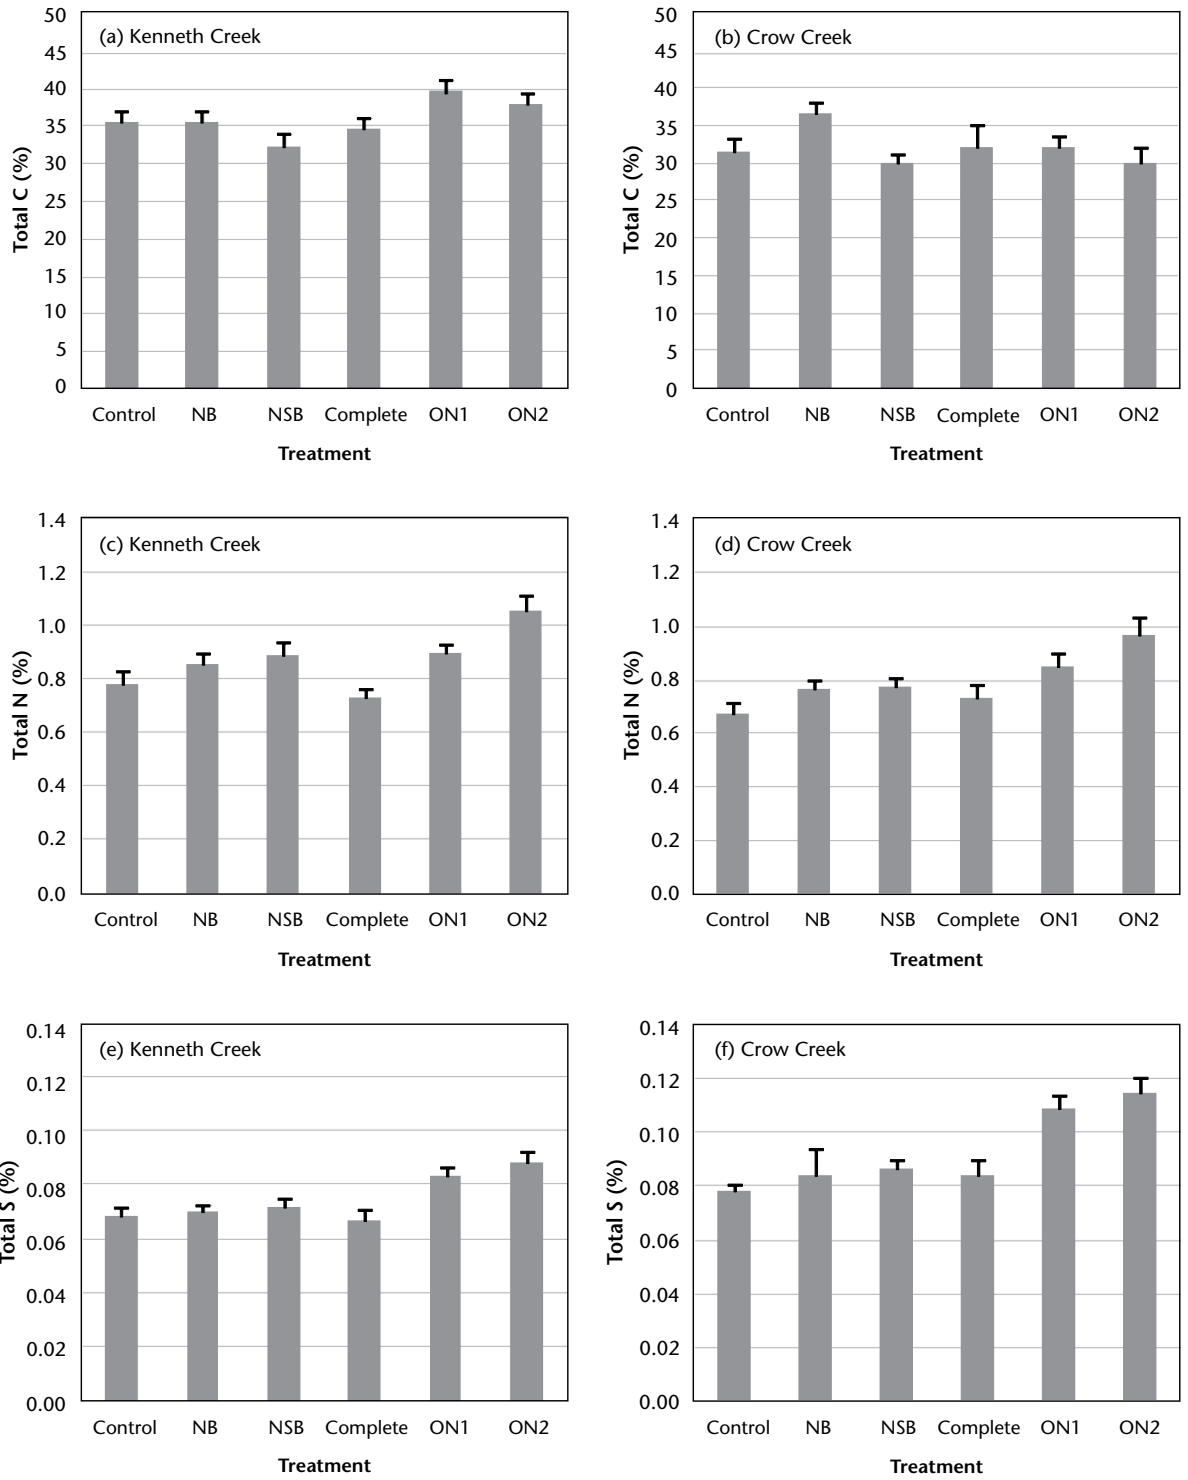 (a) Kenneth Creek
Total C (%)
50
45
40
35
30
25
20
15
10
5
0
Control NB NSB Complete ON1 ON2
Treatment
(b) Crow Creek
Total C (%)
50
45
40
35
30
25
20
15
10
5
0
Control NB NSB Complete ON1 ON2
Treatment
(c) Kenneth Creek
Total N (%)
1.4
1.2
1.0
0.8
0.6
0.4
0.2
0.0
Control NB NSB Complete ON1 ON2
Treatment
(d) Crow Creek
Total N (%)
1.4
1.2
1.0
0.8
0.6
0.4
0.2
0.0
Control NB NSB Complete ON1 ON2
Treatment
(e) Kenneth Creek
Total S (%)
0.14
0.12
0.10
0.08
0.06
0.04
0.02
0.00
Control NB NSB Complete ON1 ON2
Treatment
(f) Crow Creek
Total S (%)
0.14
0.12
0.10
0.08
0.06
0.04
0.02
0.00
Control NB NSB Complete ON1 ON2
Treatment